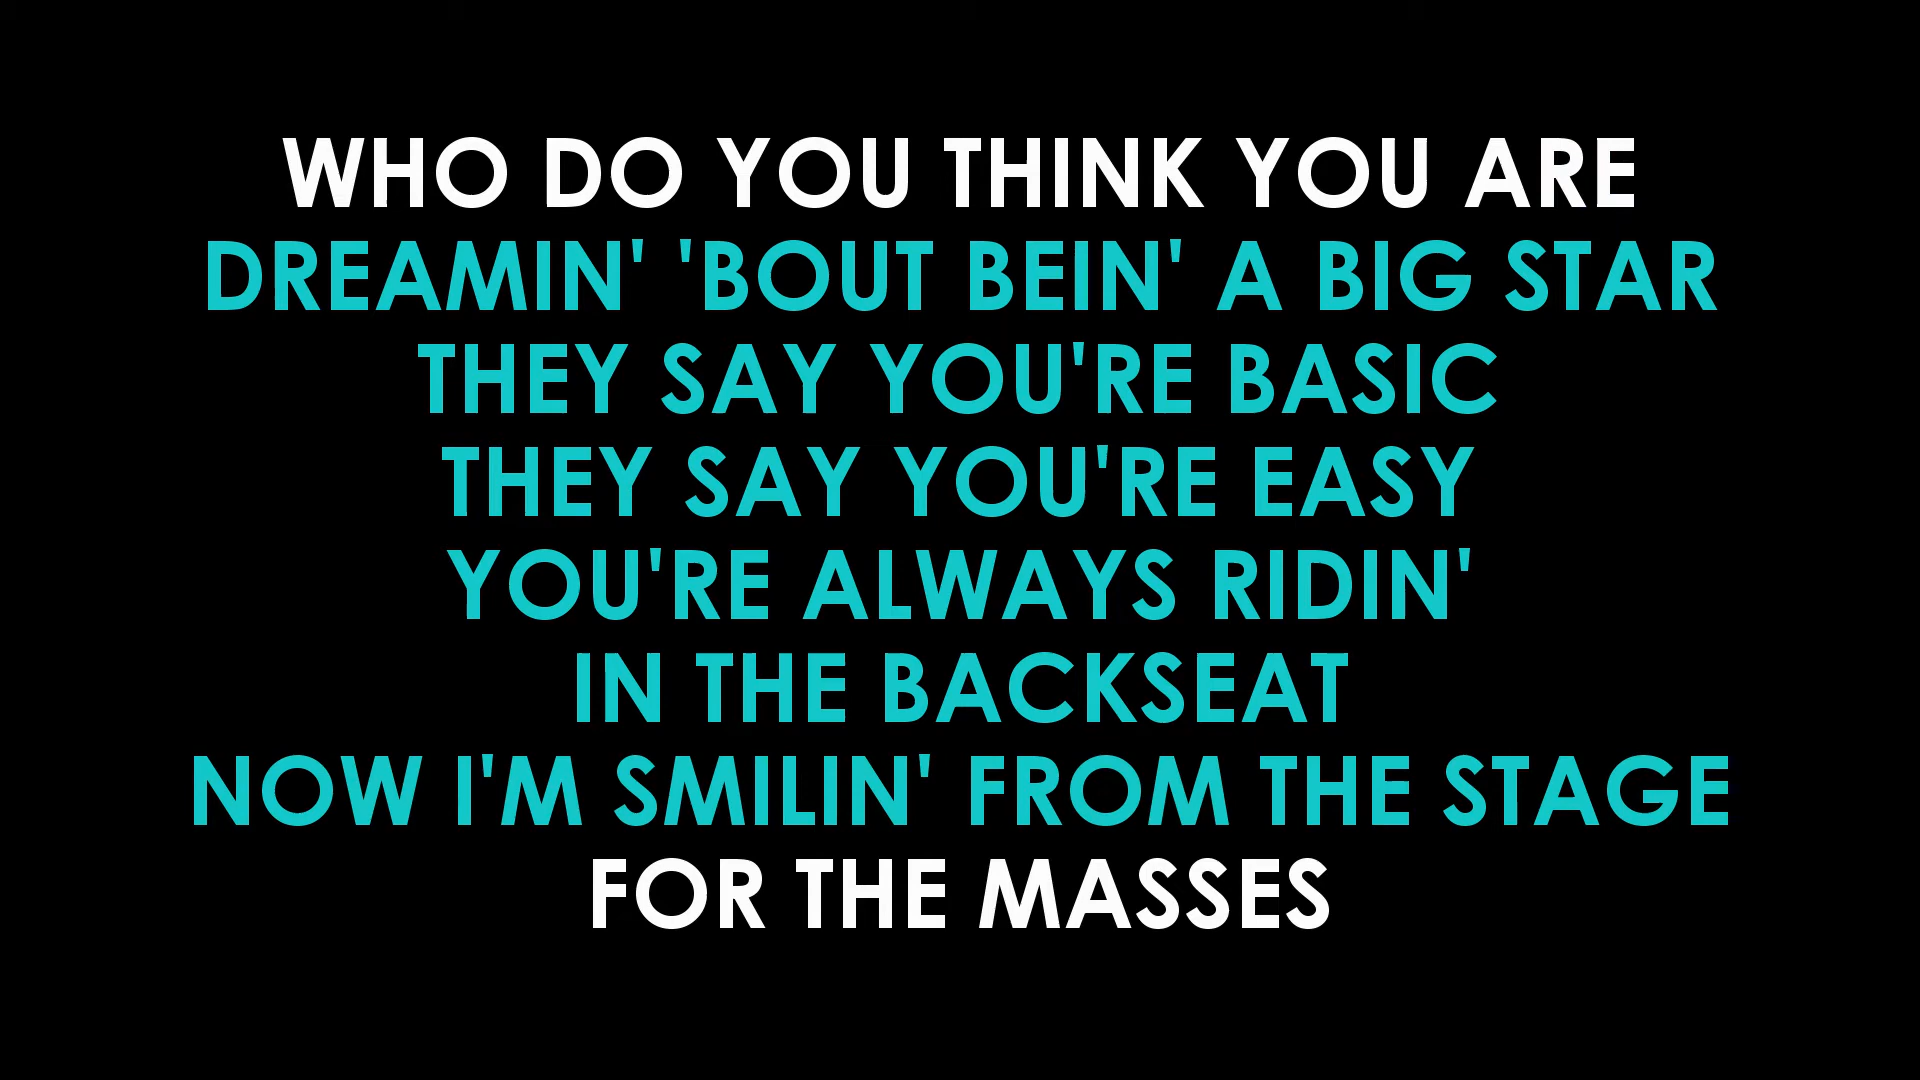 WHO DO YOU THINK YOU ARE
DREAMIN' 'BOUT BEIN' A BIG STAR
THEY SAY YOU'RE BASIC
THEY SAY YOU'RE EASY
YOU'RE ALWAYS RIDIN'
IN THE BACKSEAT
NOW I'M SMILIN' FROM THE STAGE
FOR THE MASSES